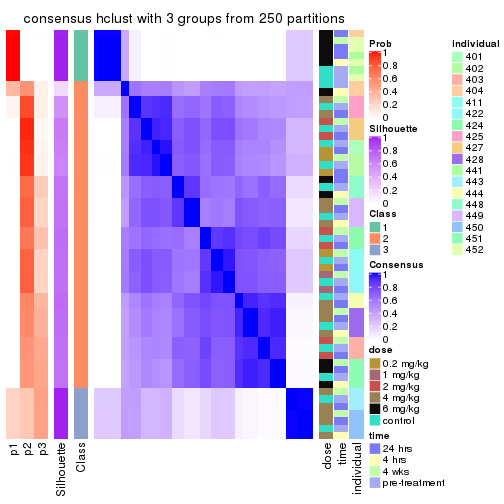 consensus hclust with 3 groups from 250 partitions
Prob
1
0.8
0.6
0.4
0.2
0
Silhouette
1
0.8
0.6
0.4
0.2
0
Class
1
2
3
Consensus
1
0.8
0.6
0.4
0.2
0
dose
0.2 mg/kg
1 mg/kg
2 mg/kg
4 mg/kg
6 mg/kg
control
time
24 hrs
4 hrs
4 wks
pre-treatment
individual
401
402
403
404
411
422
424
425
427
428
441
443
444
448
449
450
451
452
p1
p2
p3
Silhouette
Class
dose
time
individual